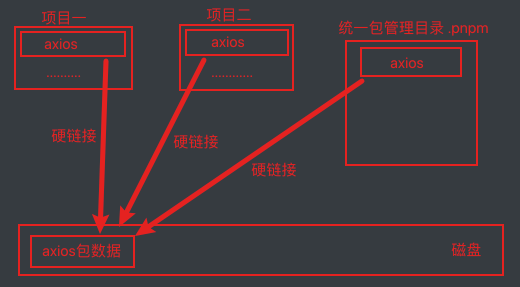 项目一
axios
..........
项目二
axios
............
统一包管理目录 .pnpm
axios
硬链接
硬链接
硬链接
axios包数据
磁盘